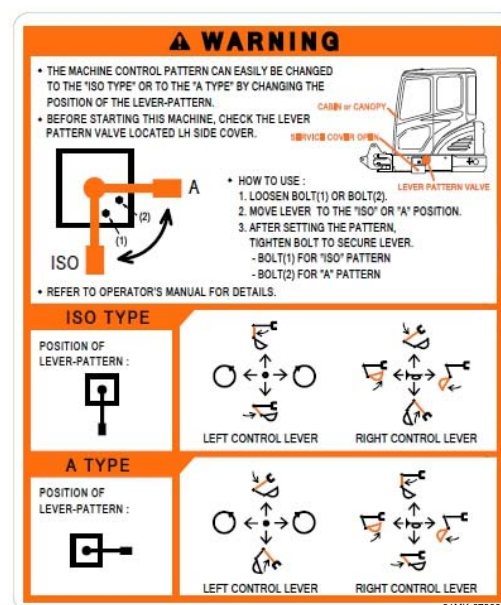 WARNING
• THE MACHINE CONTROL PATTERN CAN EASILY BE CHANGED
TO THE "ISO TYPE" OR TO THE "A TYPE" BY CHANGING THE
POSITION OF THE LEVER-PATTERN.
• BEFORE STARTING THIS MACHINE, CHECK THE LEVER
PATTERN VALVE LOCATED LH SIDE COVER.
CABIN or CANOPY
SERVICE COVER OPEN
LEVER PATTERN VALVE
A
(2)
(1)
ISO
• HOW TO USE :
1. LOOSEN BOLT(1) OR BOLT(2).
2. MOVE LEVER TO THE "ISO" OR "A" POSITION.
3. AFTER SETTING THE PATTERN,
TIGHTEN BOLT TO SECURE LEVER.
- BOLT(1) FOR "ISO" PATTERN
- BOLT(2) FOR "A" PATTERN
• REFER TO OPERATOR'S MANUAL FOR DETAILS.
ISO TYPE
POSITION OF
LEVER-PATTERN :
LEFT CONTROL LEVER
RIGHT CONTROL LEVER
A TYPE
POSITION OF
LEVER-PATTERN :
LEFT CONTROL LEVER
RIGHT CONTROL LEVER